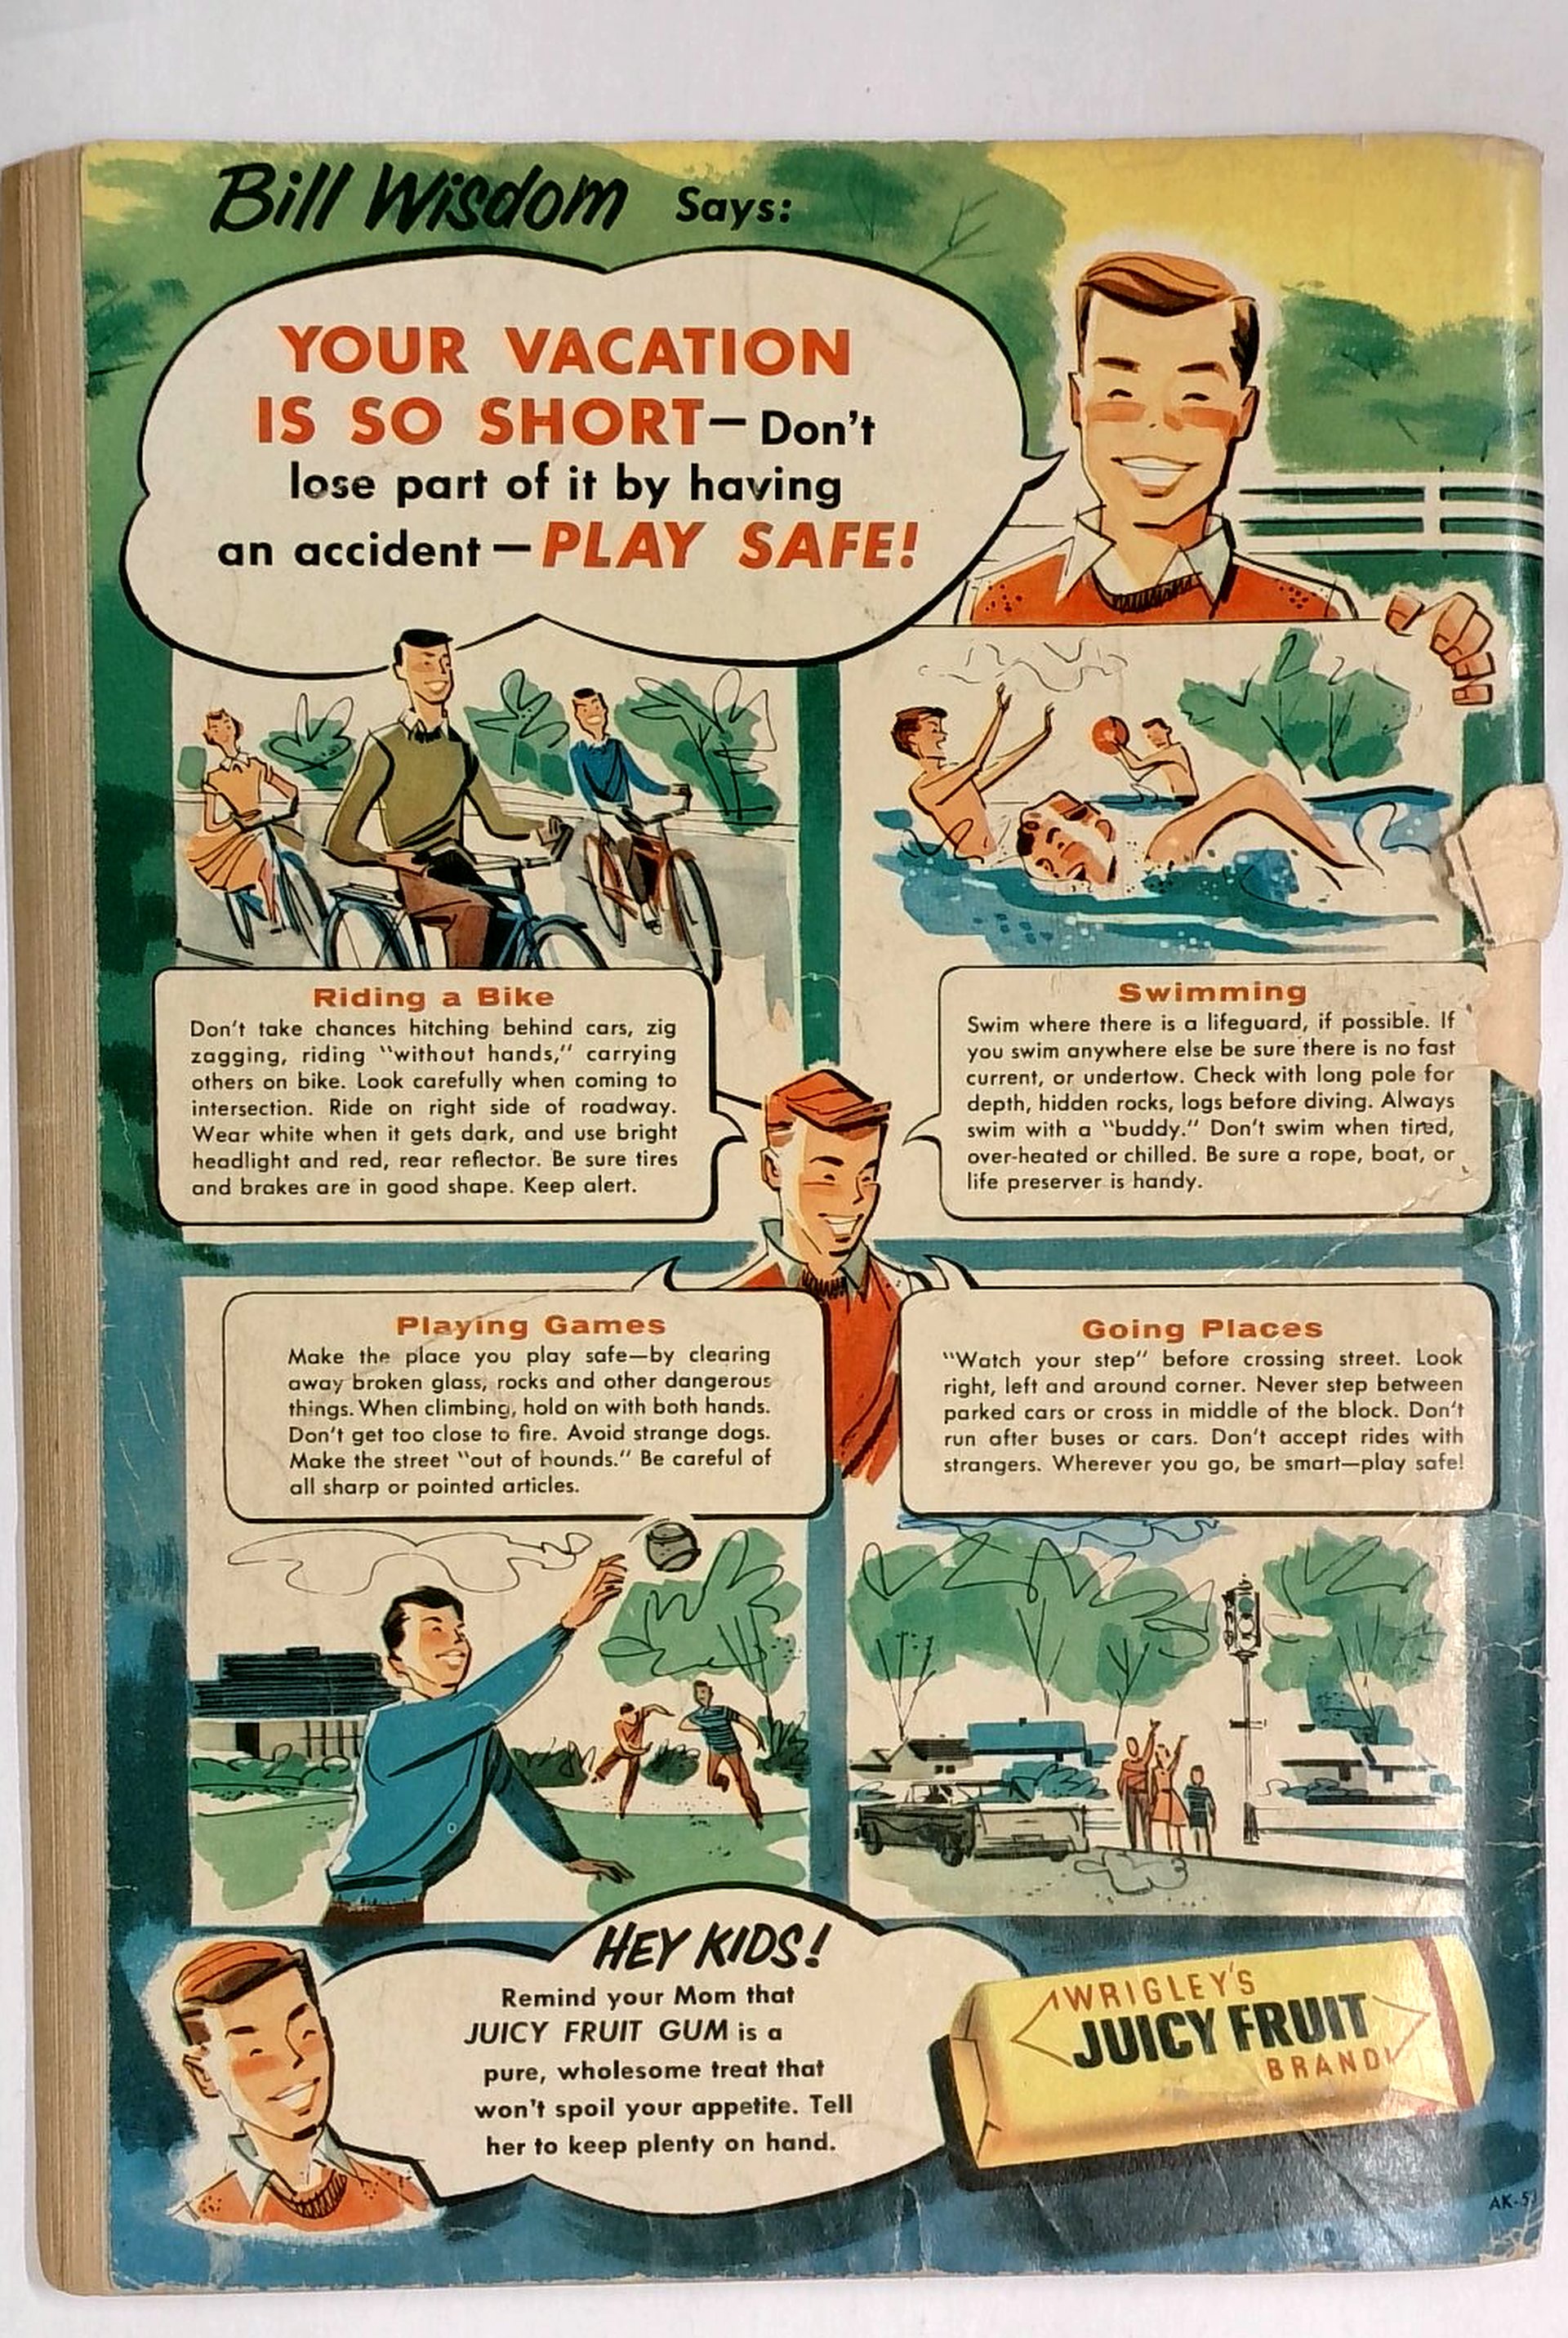 Bill Wisdom Says:
YOUR VACATION
IS SO SHORT— Don't
lose part of it by having
an accident—PLAY SAFE!
Riding a Bike
Don't take chances hitching behind cars, zig
zagging, riding "without hands," carrying
others on bike. Look carefully when coming to
intersection. Ride on right side of roadway.
Wear white when it gets dark, and use bright
headlight and red, rear reflector. Be sure tires
and brakes are in good shape. Keep alert.
Swimming
Swim where there is a lifeguard, if possible. If
you swim anywhere else be sure there is no fast
current, or undertow. Check with long pole for
depth, hidden rocks, logs before diving. Always
swim with a "buddy." Don't swim when tired,
over-heated or chilled. Be sure a rope, boat, or
life preserver is handy.
Playing Games
Make the place you play safe—by clearing
away broken glass, rocks and other dangerous
things. When climbing, hold on with both hands.
Don't get too close to fire. Avoid strange dogs.
Make the street "out of bounds." Be careful of
all sharp or pointed articles.
Going Places
"Watch your step" before crossing street. Look
right, left and around corner. Never step between
parked cars or cross in middle of the block. Don't
run after buses or cars. Don't accept rides with
strangers. Wherever you go, be smart—play safe!
HEY KIDS!
Remind your Mom that
JUICY FRUIT GUM is a
pure, wholesome treat that
won't spoil your appetite. Tell
her to keep plenty on hand.
WRIGLEY'S
JUICY FRUIT
BRAND